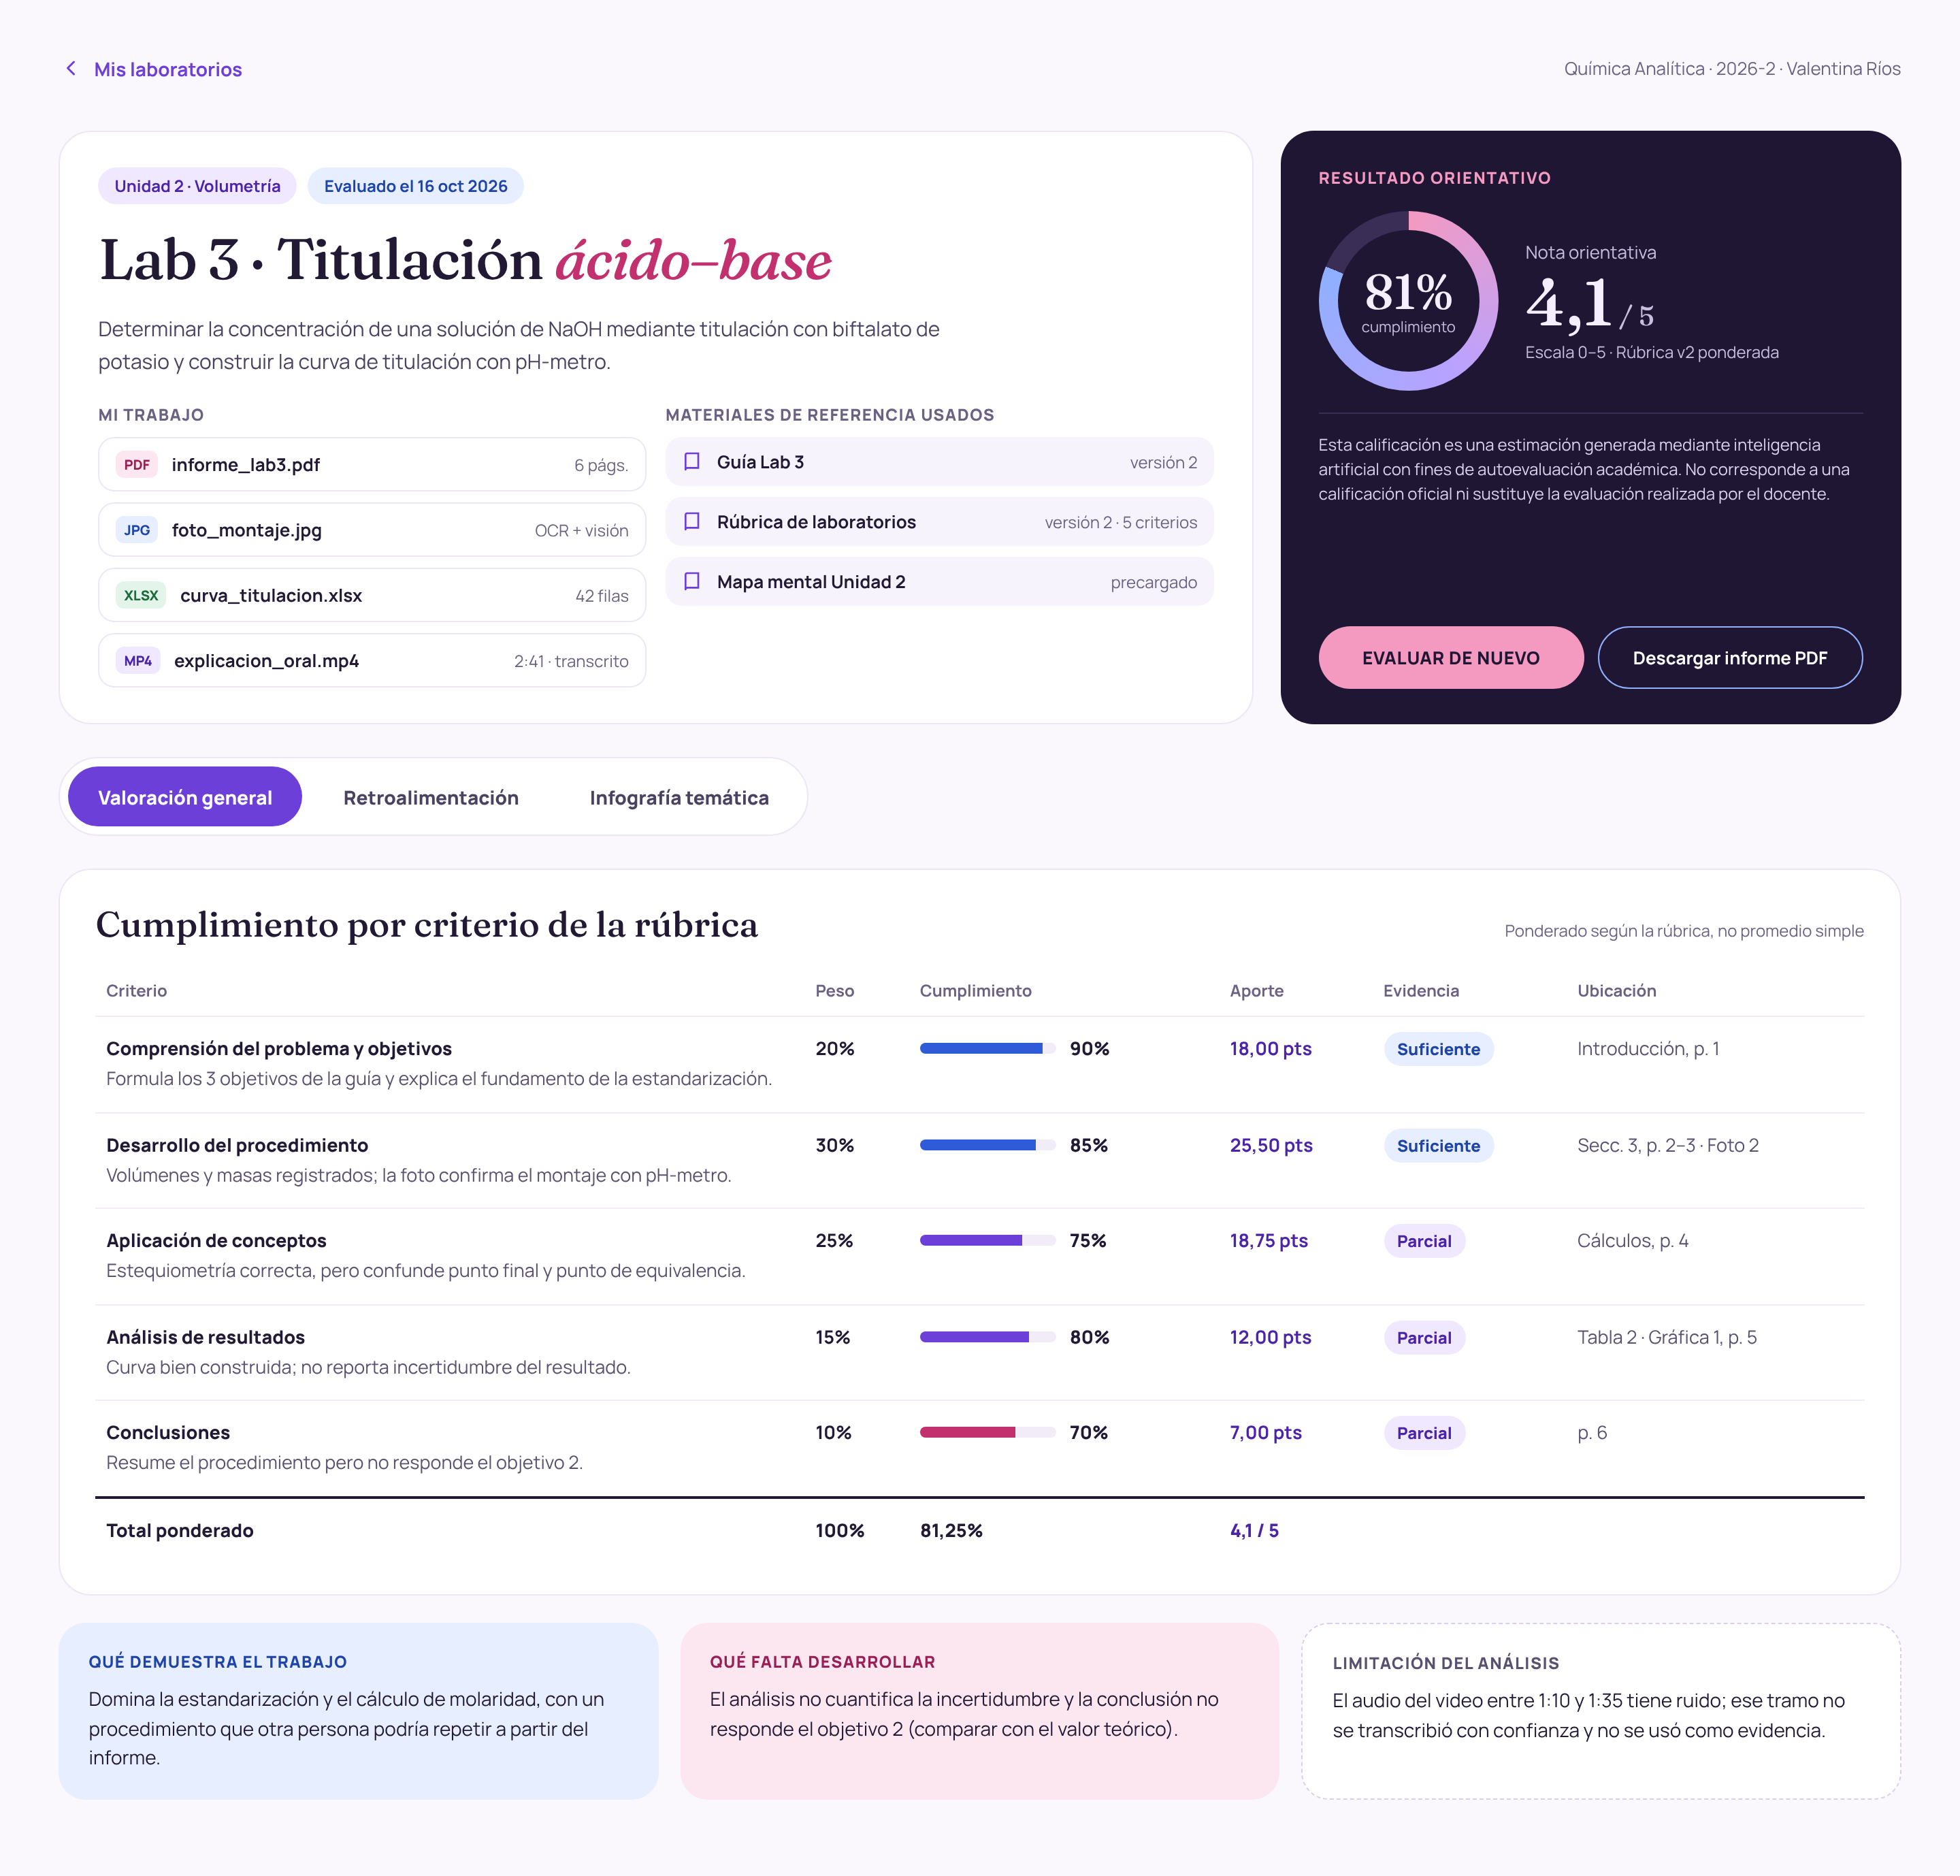 Mis laboratorios
Química Analítica · 2026-2 · Valentina Ríos
Unidad 2 · Volumetría
Evaluado el 16 oct 2026
Lab 3 · Titulación ácido–base
Determinar la concentración de una solución de NaOH mediante titulación con biftalato de
potasio y construir la curva de titulación con pH-metro.
MI TRABAJO
PDF informe_lab3.pdf 6 págs.
JPG foto_montaje.jpg OCR + visión
XLSX curva_titulacion.xlsx 42 filas
MP4 explicacion_oral.mp4 2:41 · transcrito
MATERIALES DE REFERENCIA USADOS
Guía Lab 3 versión 2
Rúbrica de laboratorios versión 2 · 5 criterios
Mapa mental Unidad 2 precargado
RESULTADO ORIENTATIVO
81%
cumplimiento
Nota orientativa
4,1 / 5
Escala 0–5 · Rúbrica v2 ponderada
Esta calificación es una estimación generada mediante inteligencia
artificial con fines de autoevaluación académica. No corresponde a una
calificación oficial ni sustituye la evaluación realizada por el docente.
EVALUAR DE NUEVO
Descargar informe PDF
Valoración general
Retroalimentación
Infografía temática
Cumplimiento por criterio de la rúbrica
Ponderado según la rúbrica, no promedio simple
Criterio Peso Cumplimiento Aporte Evidencia Ubicación
Comprensión del problema y objetivos 20% 90% 18,00 pts Suficiente Introducción, p. 1
Formula los 3 objetivos de la guía y explica el fundamento de la estandarización.
Desarrollo del procedimiento 30% 85% 25,50 pts Suficiente Secc. 3, p. 2–3 · Foto 2
Volúmenes y masas registrados; la foto confirma el montaje con pH-metro.
Aplicación de conceptos 25% 75% 18,75 pts Parcial Cálculos, p. 4
Estequiometría correcta, pero confunde punto final y punto de equivalencia.
Análisis de resultados 15% 80% 12,00 pts Parcial Tabla 2 · Gráfica 1, p. 5
Curva bien construida; no reporta incertidumbre del resultado.
Conclusiones 10% 70% 7,00 pts Parcial p. 6
Resume el procedimiento pero no responde el objetivo 2.
Total ponderado 100% 81,25% 4,1 / 5
QUÉ DEMUESTRA EL TRABAJO
Domina la estandarización y el cálculo de molaridad, con un
procedimiento que otra persona podría repetir a partir del
informe.
QUÉ FALTA DESARROLLAR
El análisis no cuantifica la incertidumbre y la conclusión no
responde el objetivo 2 (comparar con el valor teórico).
LIMITACIÓN DEL ANÁLISIS
El audio del video entre 1:10 y 1:35 tiene ruido; ese tramo no
se transcribió con confianza y no se usó como evidencia.